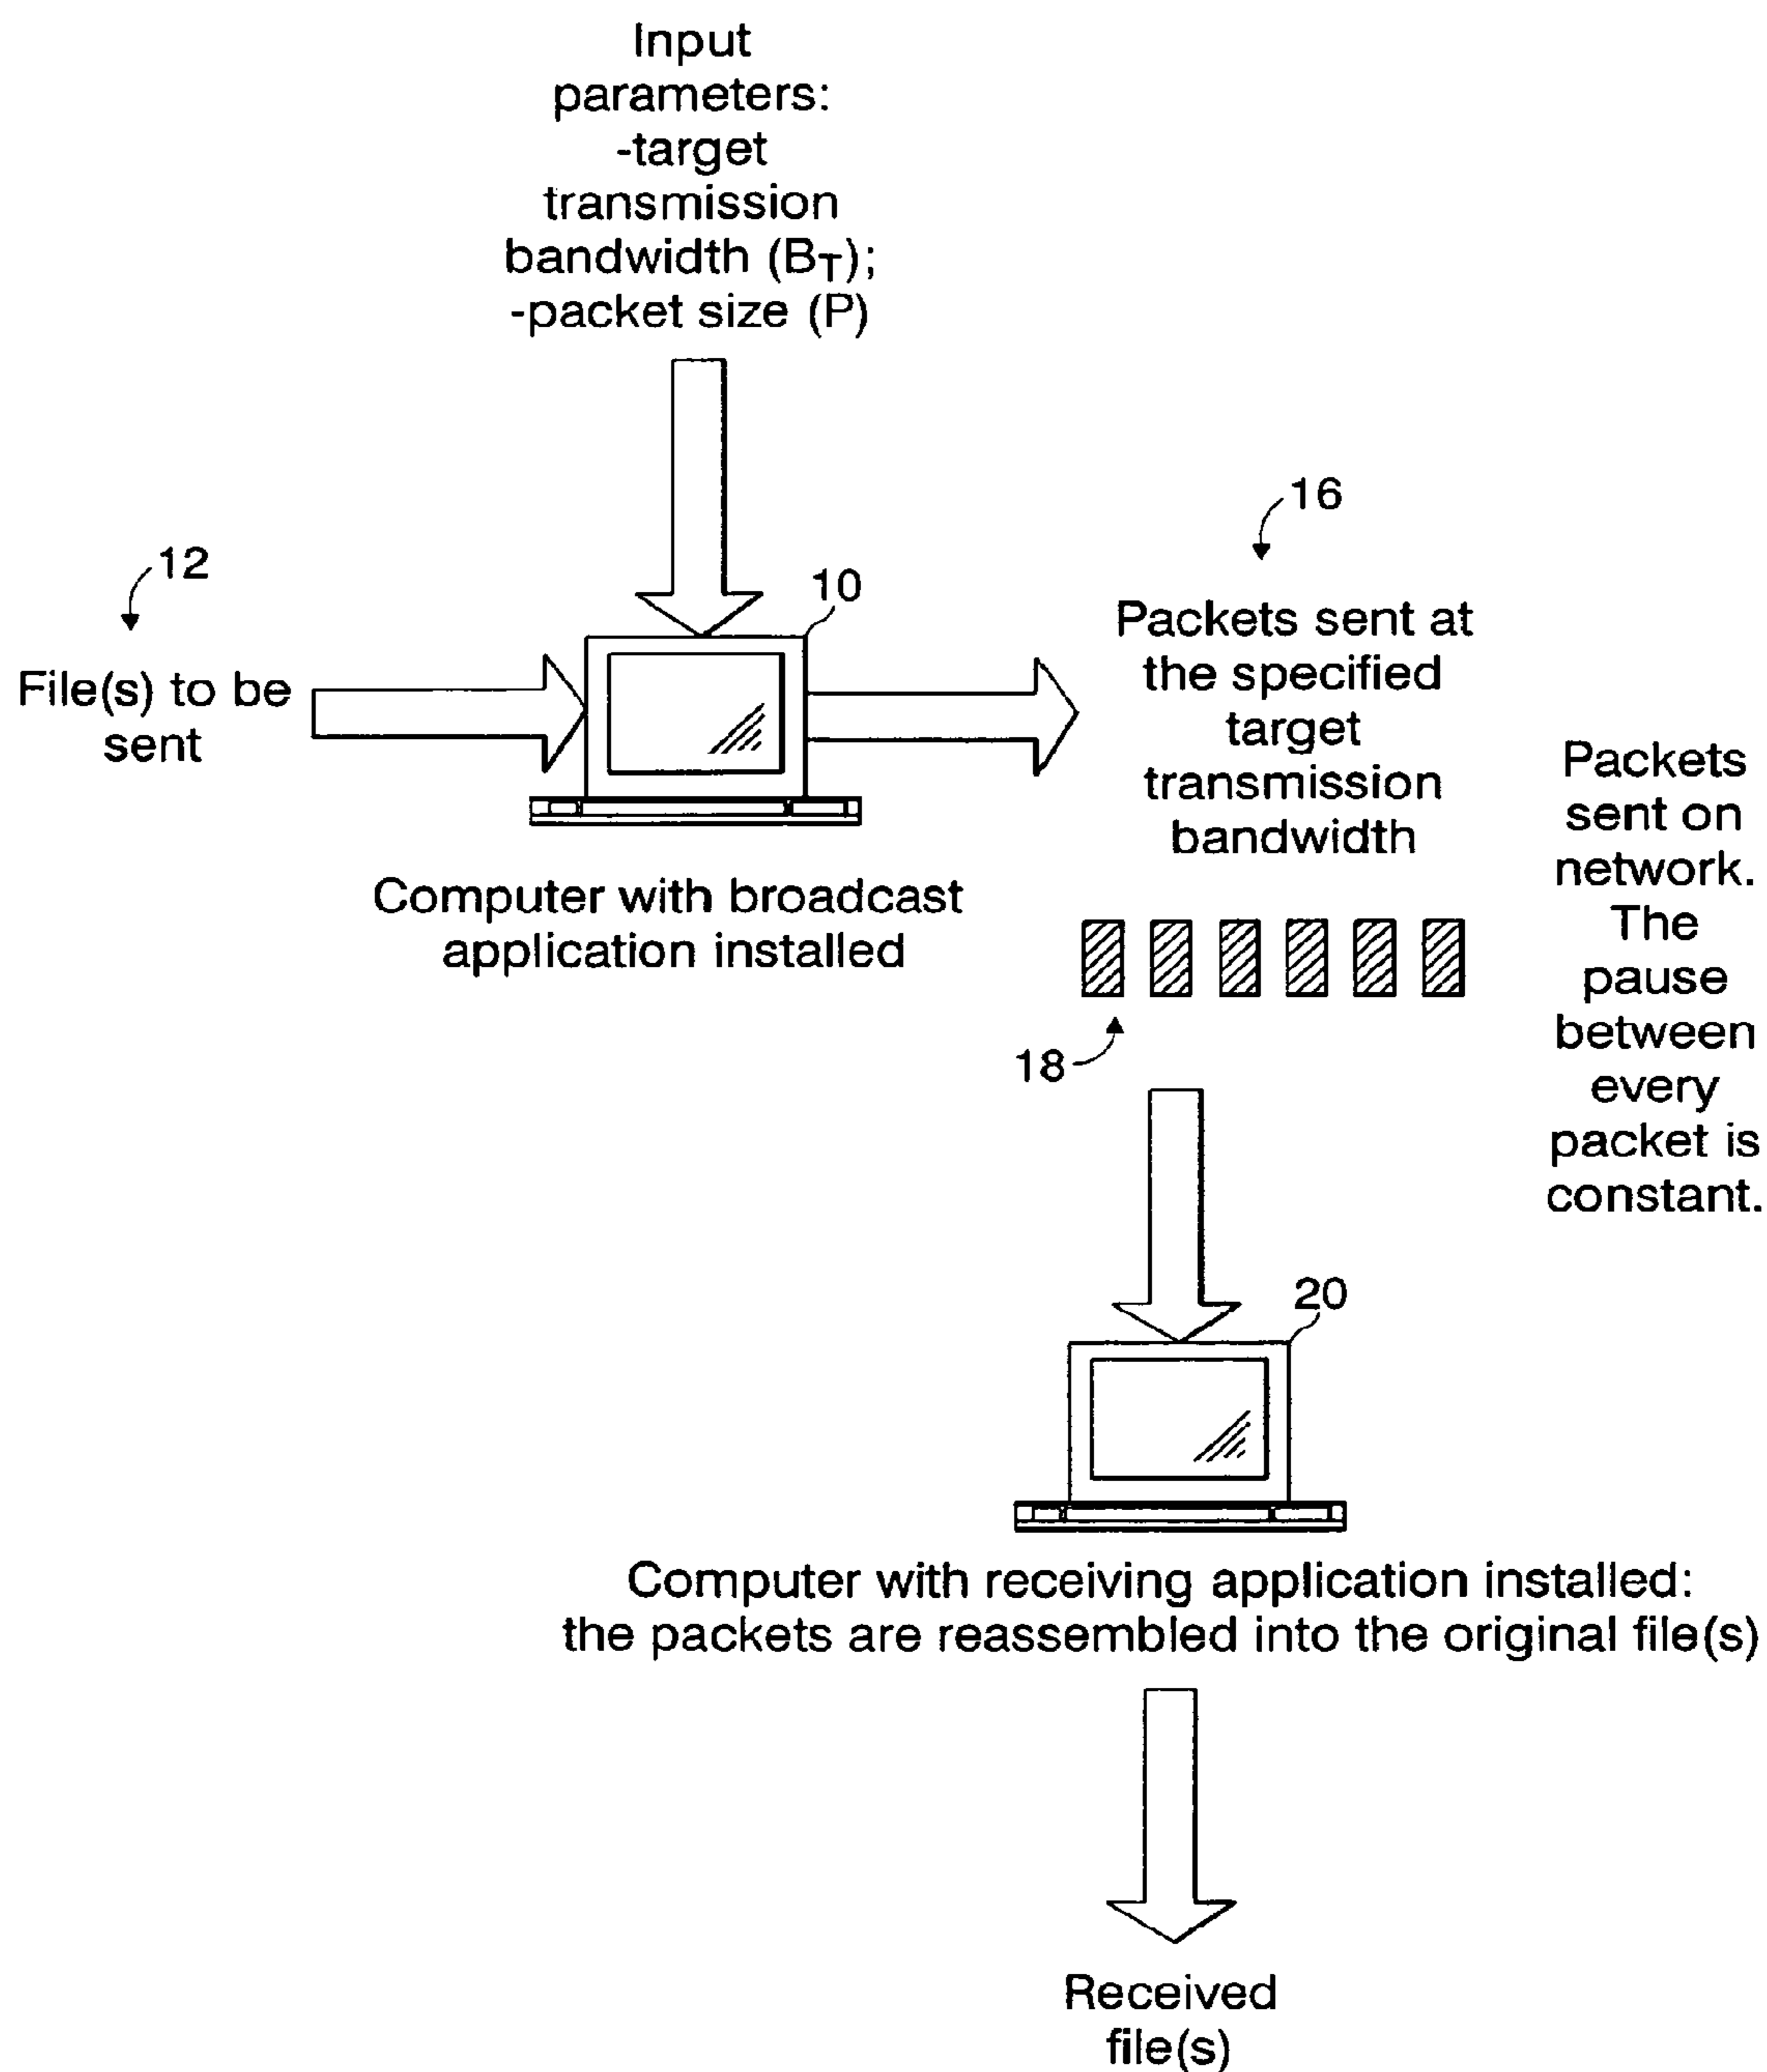 Input
parameters:
-target
transmission
bandwidth (BT);
-packet size (P)
16
12
10
File(s) to be
sent
Packets sent at
the specified
target
transmission
bandwidth
Computer with broadcast
application installed
18
Packets
sent on
network.
The
pause
between
every
packet is
constant.
20
Computer with receiving application installed:
the packets are reassembled into the original file(s)
Received
file(s)